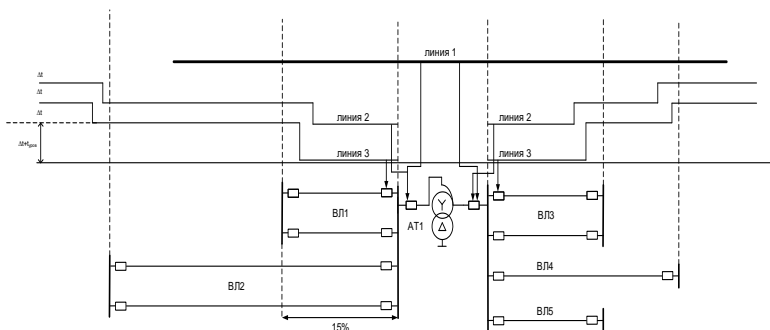 линия 1
Δt
Δt
линия 2
линия 2
Δt
линия 3
линия 3
ВЛ1
АТ1
ВЛ3
ВЛ4
ВЛ2
ВЛ5
15%